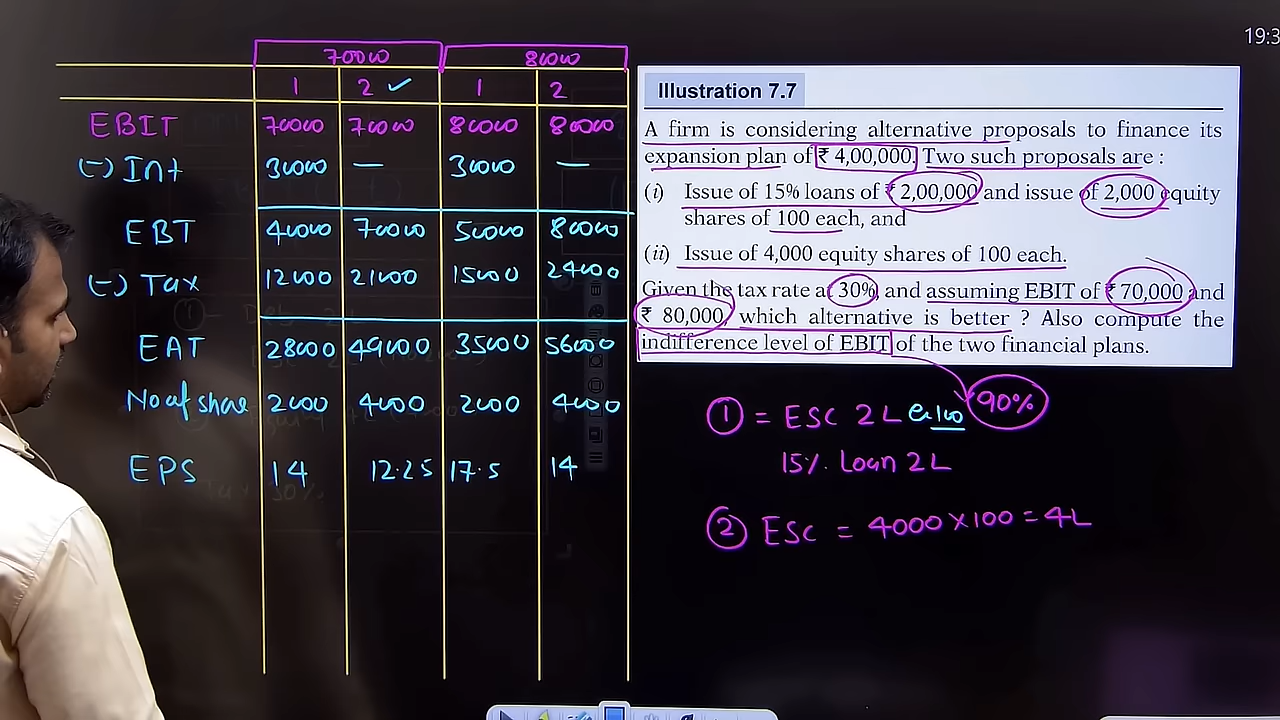 19:3
70000 80000
1 2 ✓ 1 2
EBIT 70000 70000 80000 80000
(-) Int 30000 — 30000 —
EBT 40000 70000 50000 80000
(-) Tax 12000 21000 15000 24000
EAT 28000 49000 35000 56000
No of share 2000 4000 2000 4000
EPS 14 12.25 17.5 14
Illustration 7.7
A firm is considering alternative proposals to finance its
expansion plan of ₹ 4,00,000. Two such proposals are :
(i) Issue of 15% loans of ₹ 2,00,000 and issue of 2,000 equity
shares of 100 each, and
(ii) Issue of 4,000 equity shares of 100 each.
Given the tax rate at 30% and assuming EBIT of ₹ 70,000 and
₹ 80,000, which alternative is better ? Also compute the
indifference level of EBIT of the two financial plans.
① = ESC 2L @ 100 90%
15% Loan 2L
② ESC = 4000 × 100 = 4L